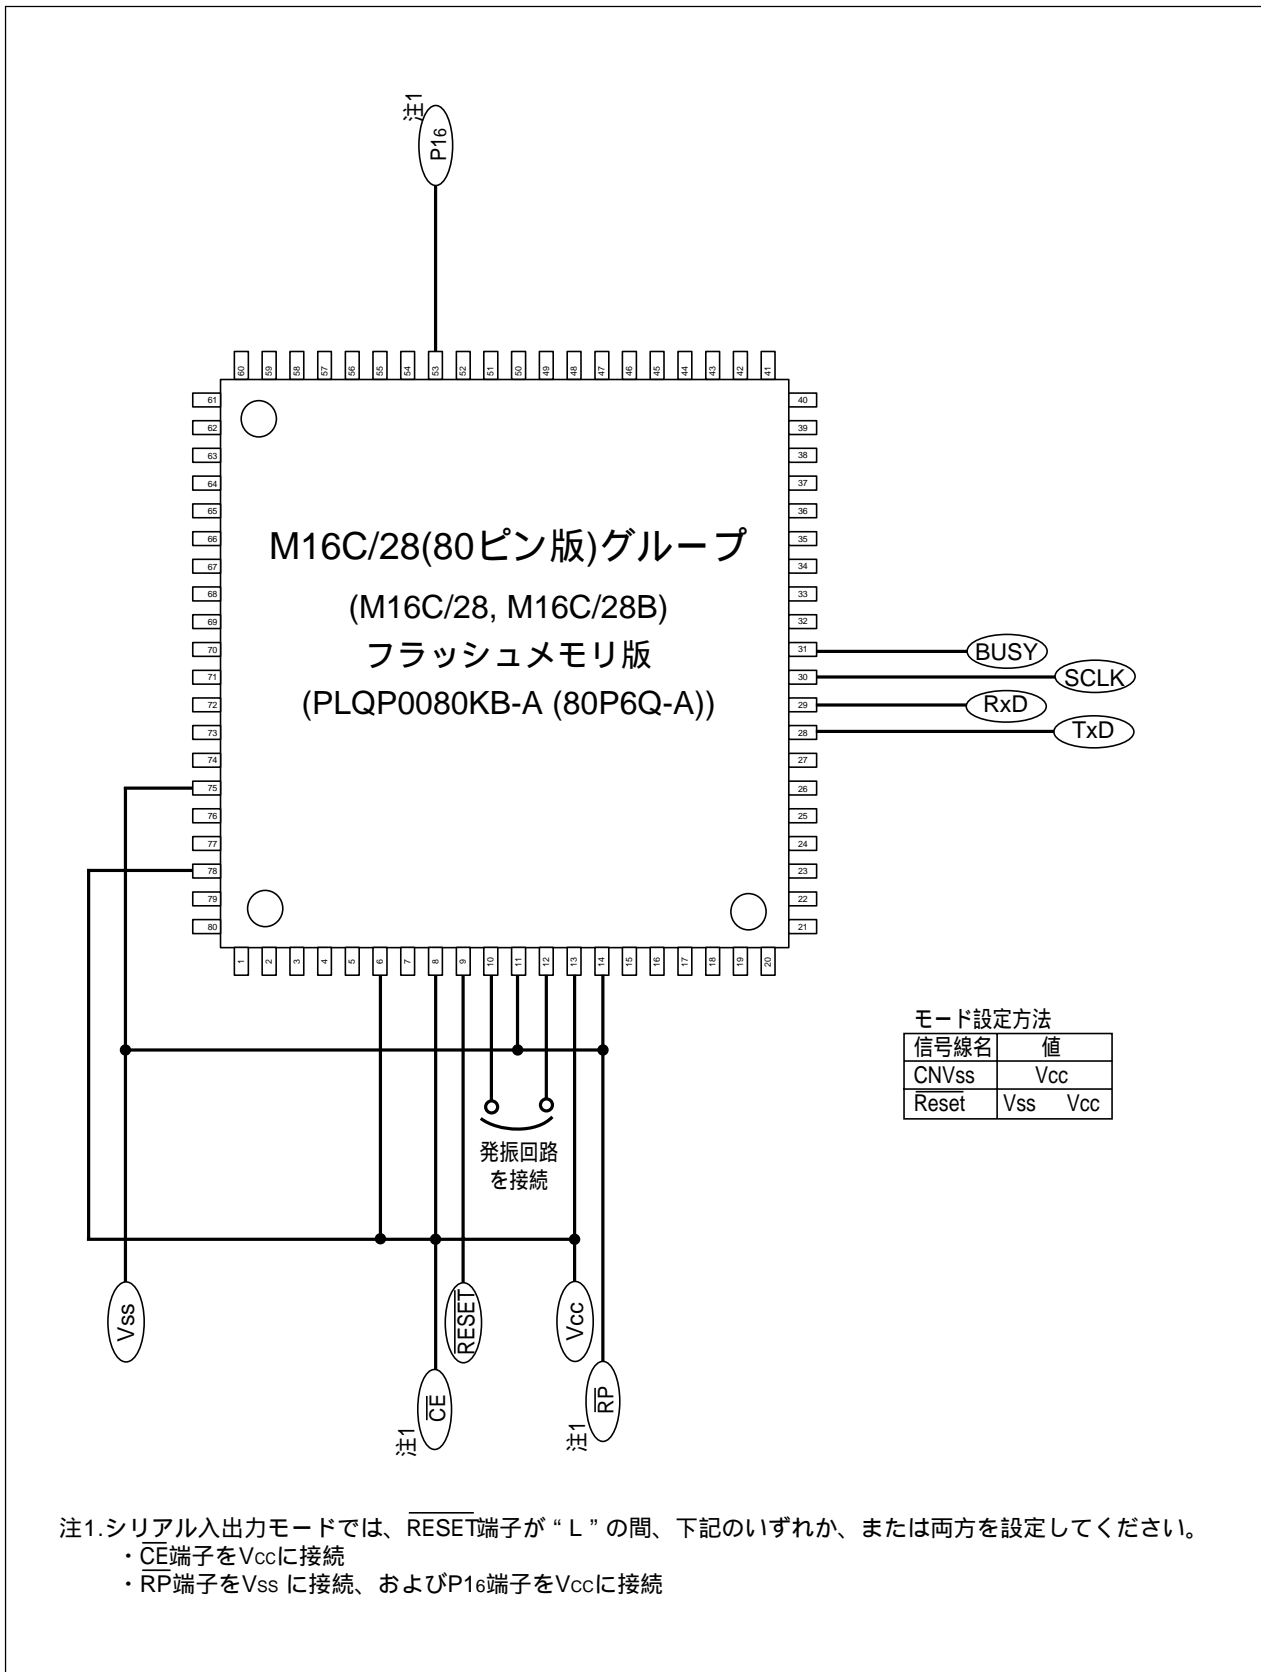 注1
P16
60 59 58 57 56 55 54 53 52 51 50 49 48 47 46 45 44 43 42 41
61
62
63
64
65
66
67
68
69
70
71
72
73
74
75
76
77
78
79
80
M16C/28(80ピン版)グループ
(M16C/28, M16C/28B)
フラッシュメモリ版
(PLQP0080KB-A (80P6Q-A))
40
39
38
37
36
35
34
33
32
31
30
29
28
27
26
25
24
23
22
21
BUSY
SCLK
RxD
TxD
1 2 3 4 5 6 7 8 9 10 11 12 13 14 15 16 17 18 19 20
モード設定方法
信号線名 値
CNVss Vcc
Reset Vss Vcc
発振回路
を接続
Vss
RESET
Vcc
注1
CE
注1
RP
注1.シリアル入出力モードでは、RESET端子が“L”の間、下記のいずれか、または両方を設定してください。
・CE端子をVccに接続
・RP端子をVss に接続、およびP16端子をVccに接続